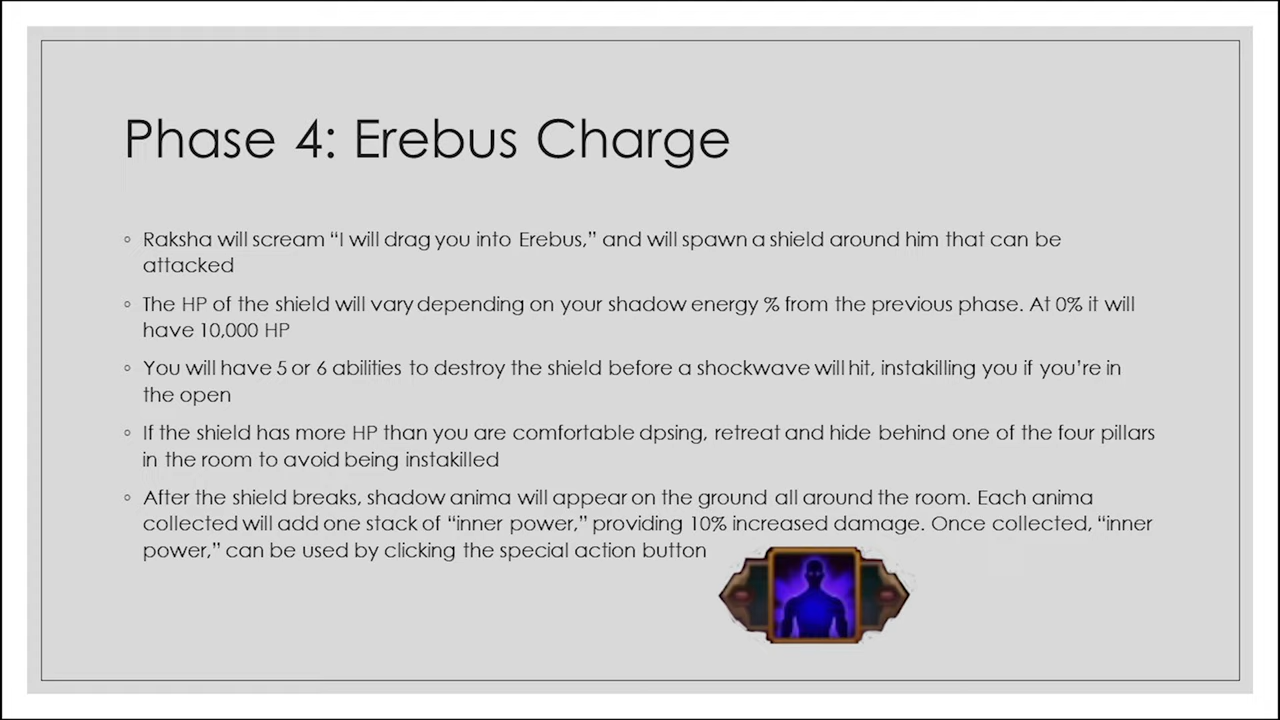 Phase 4: Erebus Charge
◦ Raksha will scream “I will drag you into Erebus,” and will spawn a shield around him that can be
attacked
◦ The HP of the shield will vary depending on your shadow energy % from the previous phase. At 0% it will
have 10,000 HP
◦ You will have 5 or 6 abilities to destroy the shield before a shockwave will hit, instakilling you if you’re in
the open
◦ If the shield has more HP than you are comfortable dpsing, retreat and hide behind one of the four pillars
in the room to avoid being instakilled
◦ After the shield breaks, shadow anima will appear on the ground all around the room. Each anima
collected will add one stack of “inner power,” providing 10% increased damage. Once collected, “inner
power,” can be used by clicking the special action button